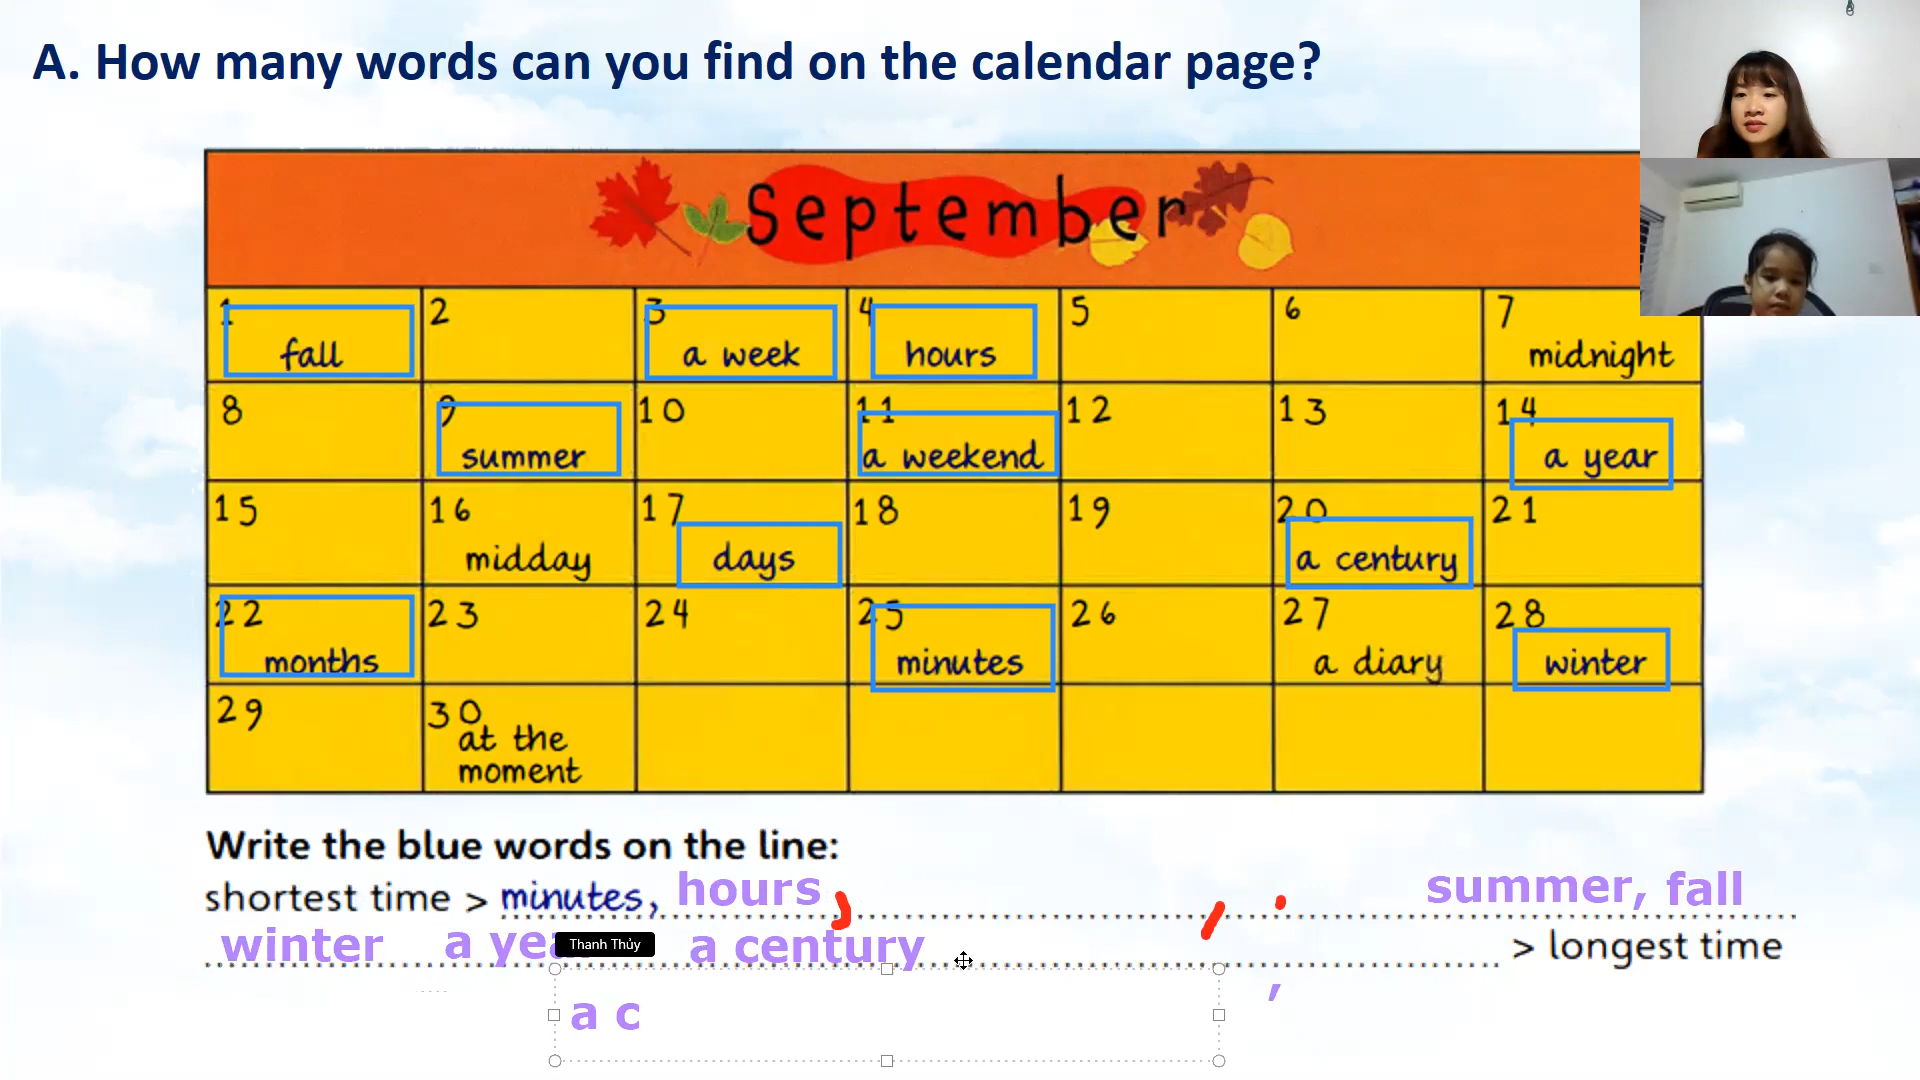 A. How many words can you find on the calendar page?
September
1 2 3 4 5 6 7
fall a week hours midnight
8 9 10 11 12 13 14
summer a weekend a year
15 16 17 18 19 20 21
midday days a century
22 23 24 25 26 27 28
months minutes a diary winter
29 30
at the
moment
Write the blue words on the line:
shortest time > minutes, hours , , summer, fall
winter a yea a century > longest time
Thanh Thủy
a c ,